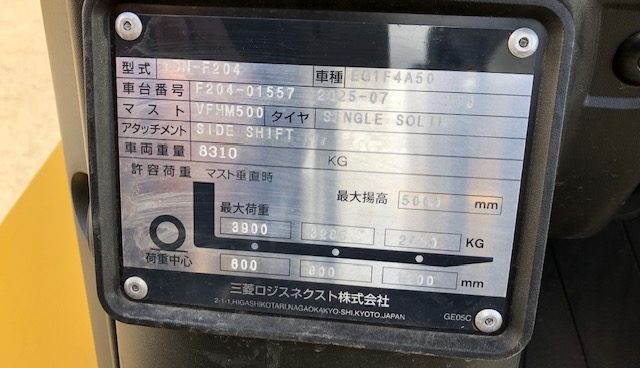 型式 車種 EG1F4A50
車台番号 F204-01557 2025-07
マスト VFHM500 タイヤ SINGLE
アタッチメント SIDE SHIFT
車両重量 8310 KG
許容荷重 マスト垂直時
最大揚高 mm
最大荷重
3900 KG
荷重中心 600 mm
三菱ロジスネクスト株式会社
2-1-1,HIGASHIKOTARI,NAGAOKAKYO-SHI,KYOTO,JAPAN GE05C